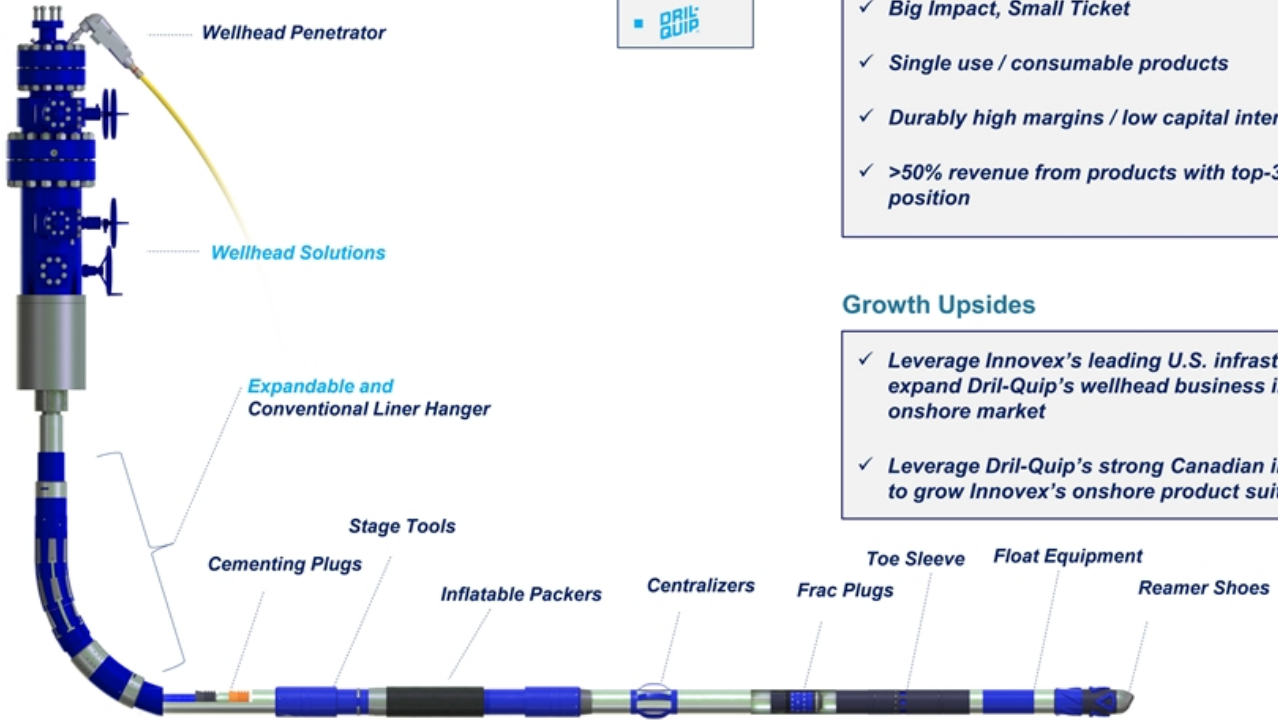 Wellhead Penetrator
DRIL-QUIP
Big Impact, Small Ticket
Single use / consumable products
Durably high margins / low capital
>50% revenue from products with top-3
position
Wellhead Solutions
Growth Upsides
Leverage Innovex's leading U.S.
expand Dril-Quip's wellhead business
onshore market
Leverage Dril-Quip's strong Canadian
to grow Innovex's onshore product
Expandable and
Conventional Liner Hanger
Stage Tools
Cementing Plugs
Inflatable Packers
Centralizers
Frac Plugs
Toe Sleeve
Float Equipment
Reamer Shoes